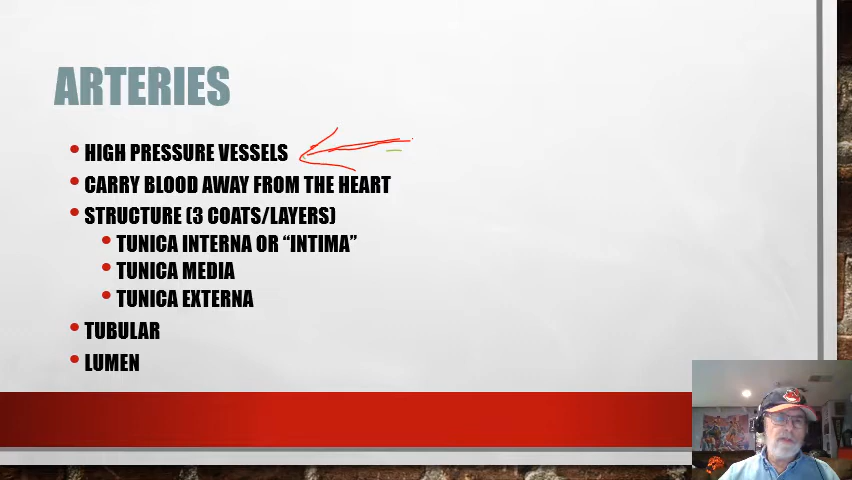 ARTERIES
HIGH PRESSURE VESSELS
CARRY BLOOD AWAY FROM THE HEART
STRUCTURE (3 COATS/LAYERS)
TUNICA INTERNA OR “INTIMA”
TUNICA MEDIA
TUNICA EXTERNA
TUBULAR
LUMEN